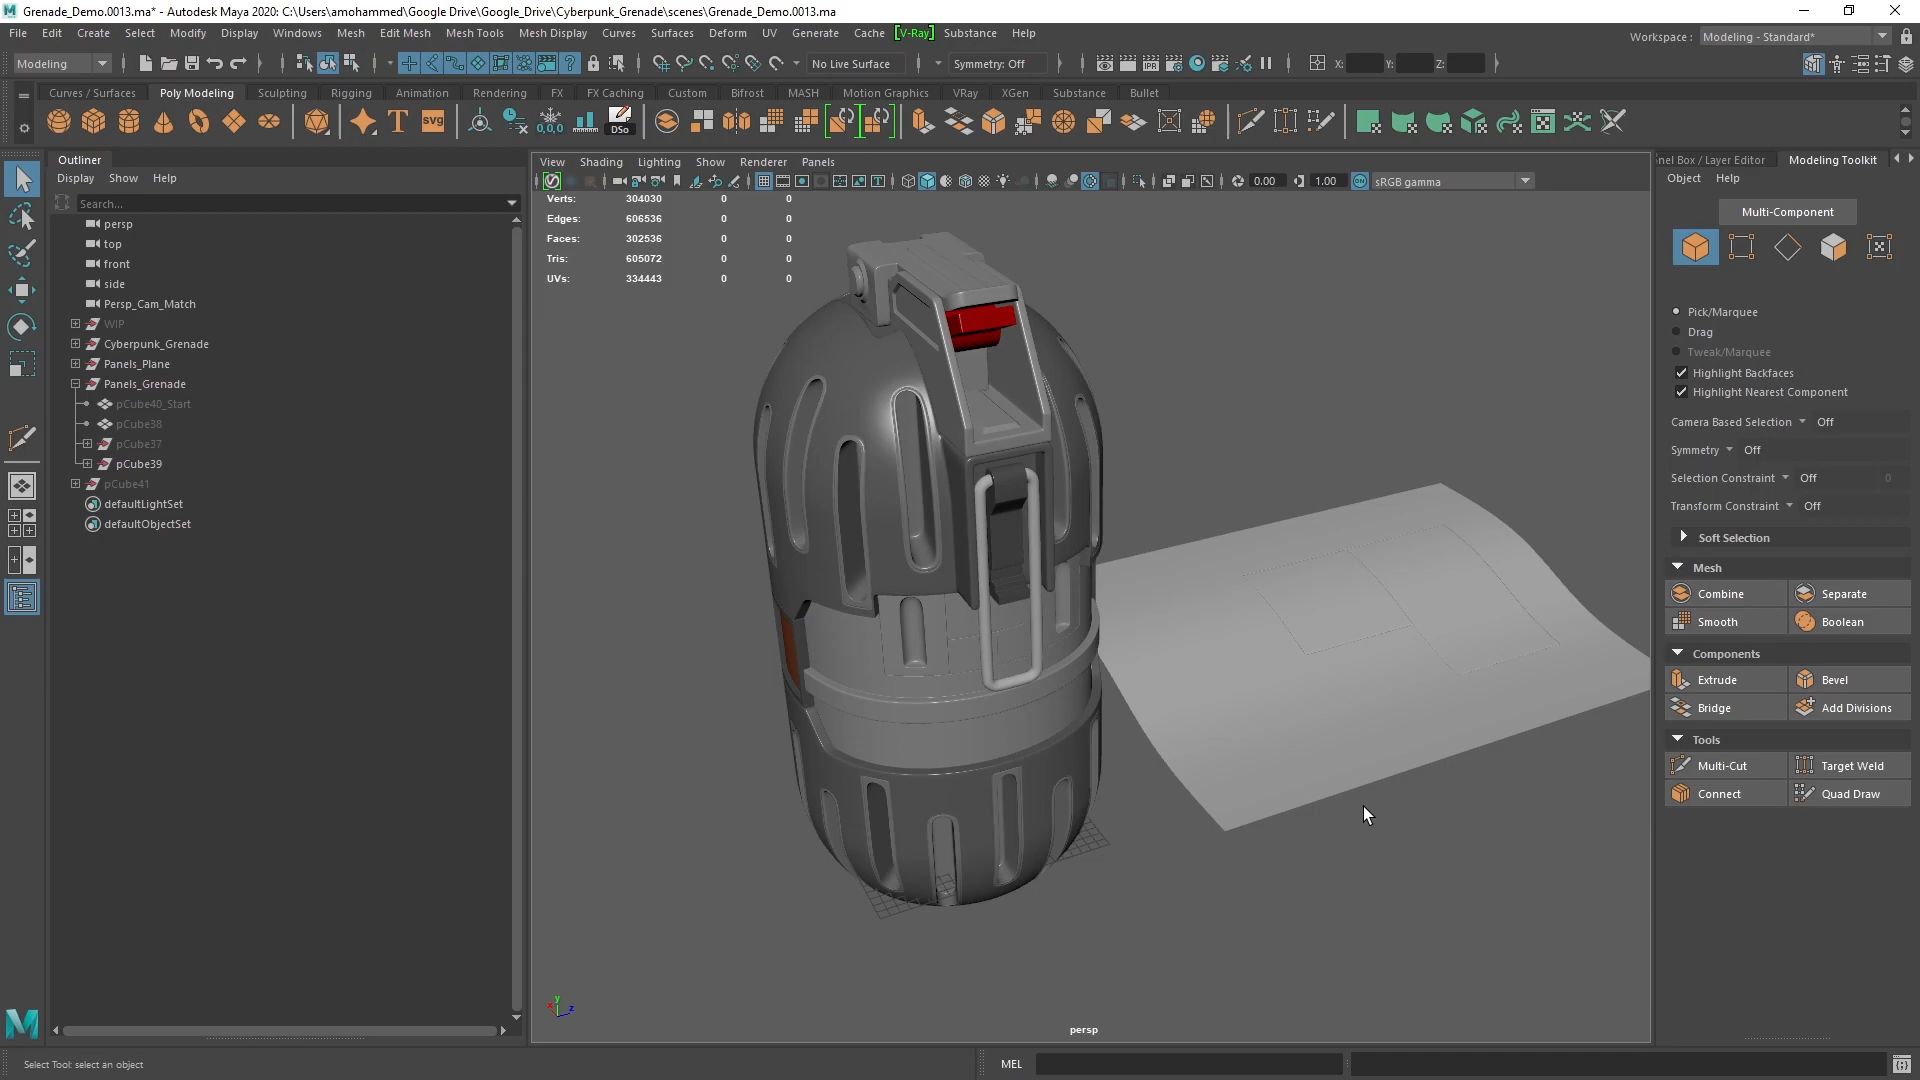 Grenade_Demo.0013.ma* - Autodesk Maya 2020: C:\Users\amohammed\Google Drive\Google_Drive\Cyberpunk_Grenade\scenes\Grenade_Demo.0013.ma
File Edit Create Select Modify Display Windows Mesh Edit Mesh Mesh Tools Mesh Display Curves Surfaces Deform UV Generate Cache [V-Ray] Substance Help
Workspace : Modeling - Standard*
Modeling
No Live Surface
Symmetry: Off
X: Y: Z:
Curves / Surfaces Poly Modeling Sculpting Rigging Animation Rendering FX FX Caching Custom Bifrost MASH Motion Graphics VRay XGen Substance Bullet
T svg 0,0,0 DSo
Outliner
Display Show Help
Search...
persp
top
front
side
Persp_Cam_Match
WIP
Cyberpunk_Grenade
Panels_Plane
Panels_Grenade
pCube40_Start
pCube38
pCube37
pCube39
pCube41
defaultLightSet
defaultObjectSet
View Shading Lighting Show Renderer Panels
0.00 1.00 sRGB gamma
Verts: 304030 0 0
Edges: 606536 0 0
Faces: 302536 0 0
Tris: 605072 0 0
UVs: 334443 0 0
y
x z
persp
nel Box / Layer Editor Modeling Toolkit
Object Help
Multi-Component
Pick/Marquee
Drag
Tweak/Marquee
Highlight Backfaces
Highlight Nearest Component
Camera Based Selection Off
Symmetry Off
Selection Constraint Off 0
Transform Constraint Off
Soft Selection
Mesh
Combine Separate
Smooth Boolean
Components
Extrude Bevel
Bridge Add Divisions
Tools
Multi-Cut Target Weld
Connect Quad Draw
M
Select Tool: select an object
MEL